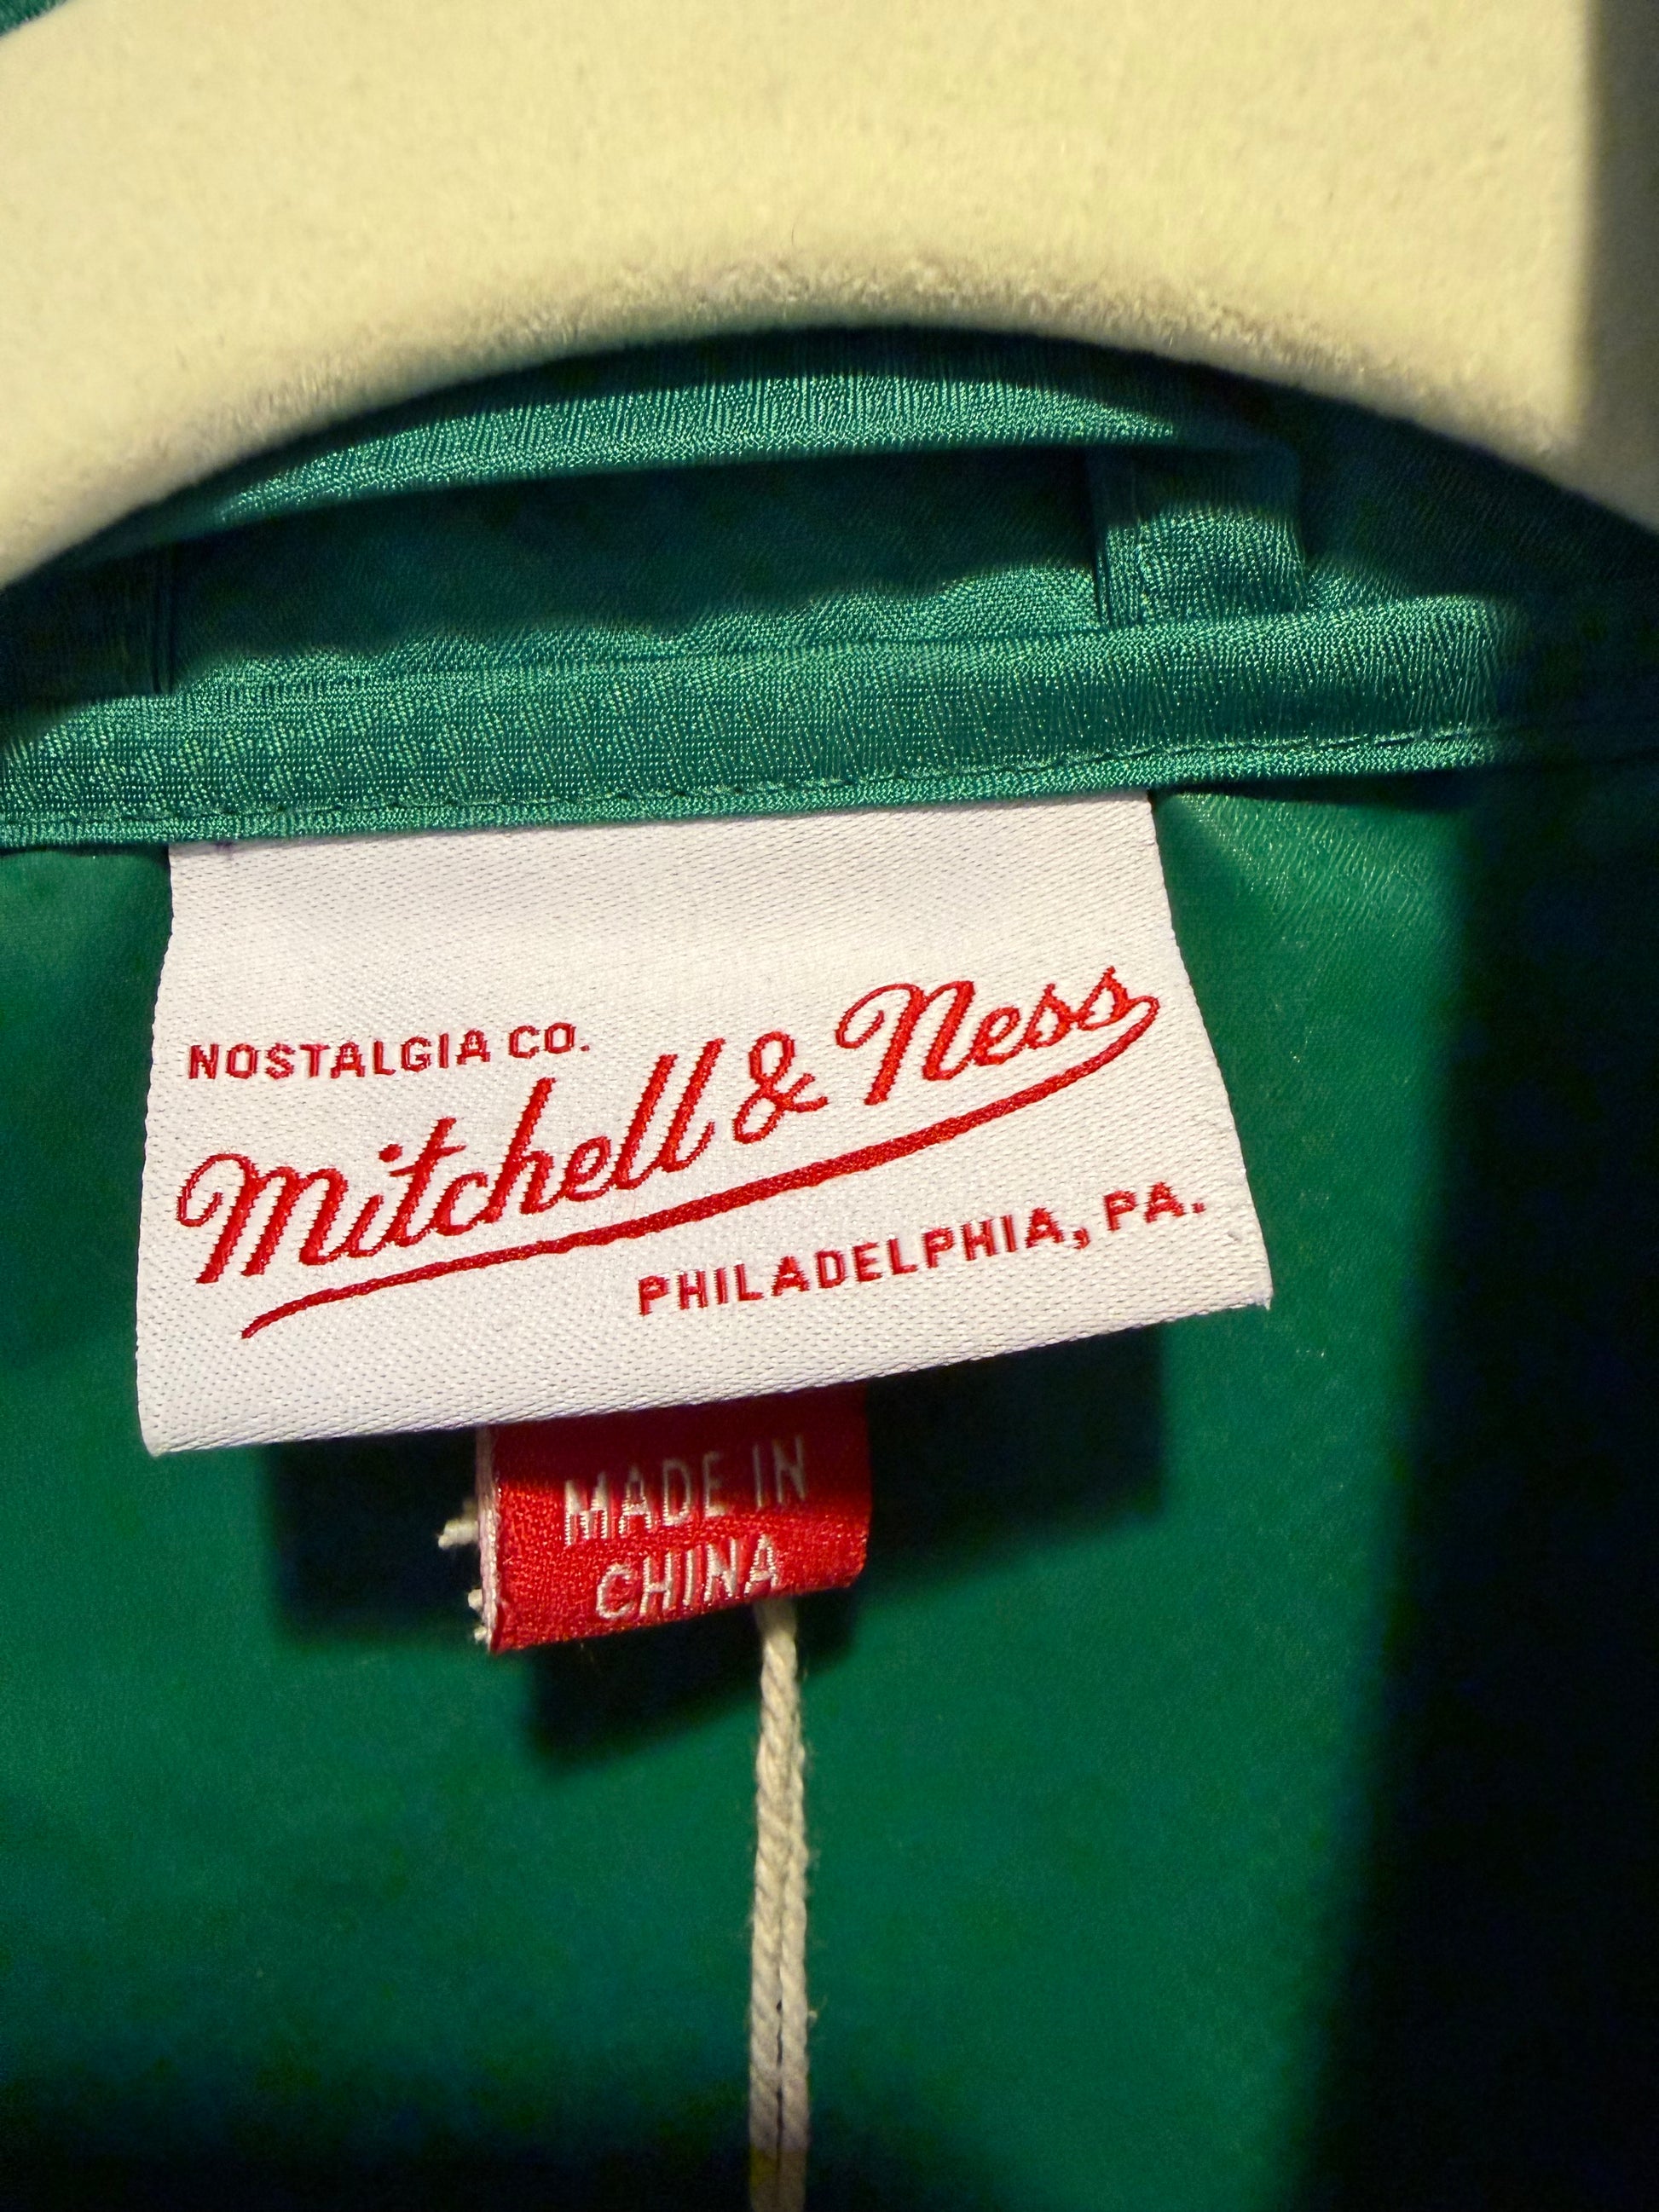 NOSTALGIA CO.
Mitchell & Ness
PHILADELPHIA, PA.
MADE IN
CHINA